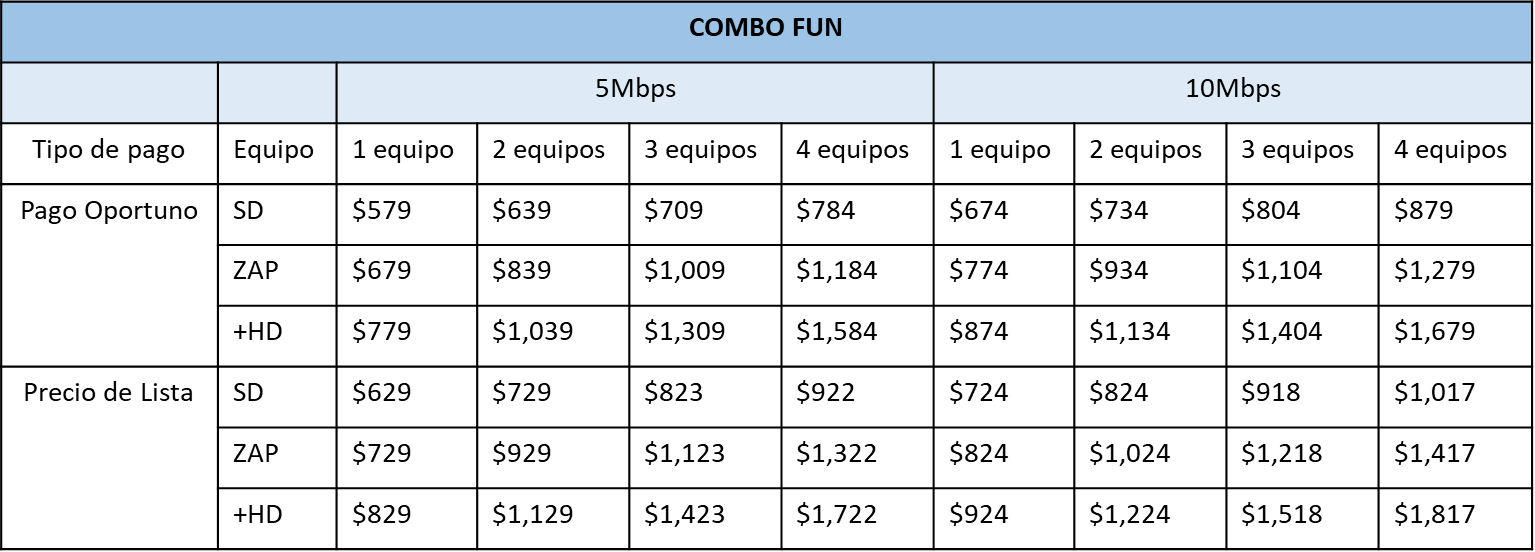 COMBO FUN
5Mbps 10Mbps
Tipo de pago Equipo 1 equipo 2 equipos 3 equipos 4 equipos 1 equipo 2 equipos 3 equipos 4 equipos
Pago Oportuno SD $579 $639 $709 $784 $674 $734 $804 $879
ZAP $679 $839 $1,009 $1,184 $774 $934 $1,104 $1,279
+HD $779 $1,039 $1,309 $1,584 $874 $1,134 $1,404 $1,679
Precio de Lista SD $629 $729 $823 $922 $724 $824 $918 $1,017
ZAP $729 $929 $1,123 $1,322 $824 $1,024 $1,218 $1,417
+HD $829 $1,129 $1,423 $1,722 $924 $1,224 $1,518 $1,817